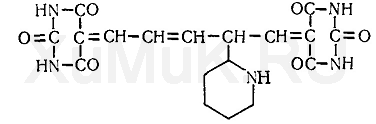 HN—CO OC—NH
O=C C=CH—CH=CH—CH—CH=C C=O
HN—CO OC—NH
NH
XuMuK.RU